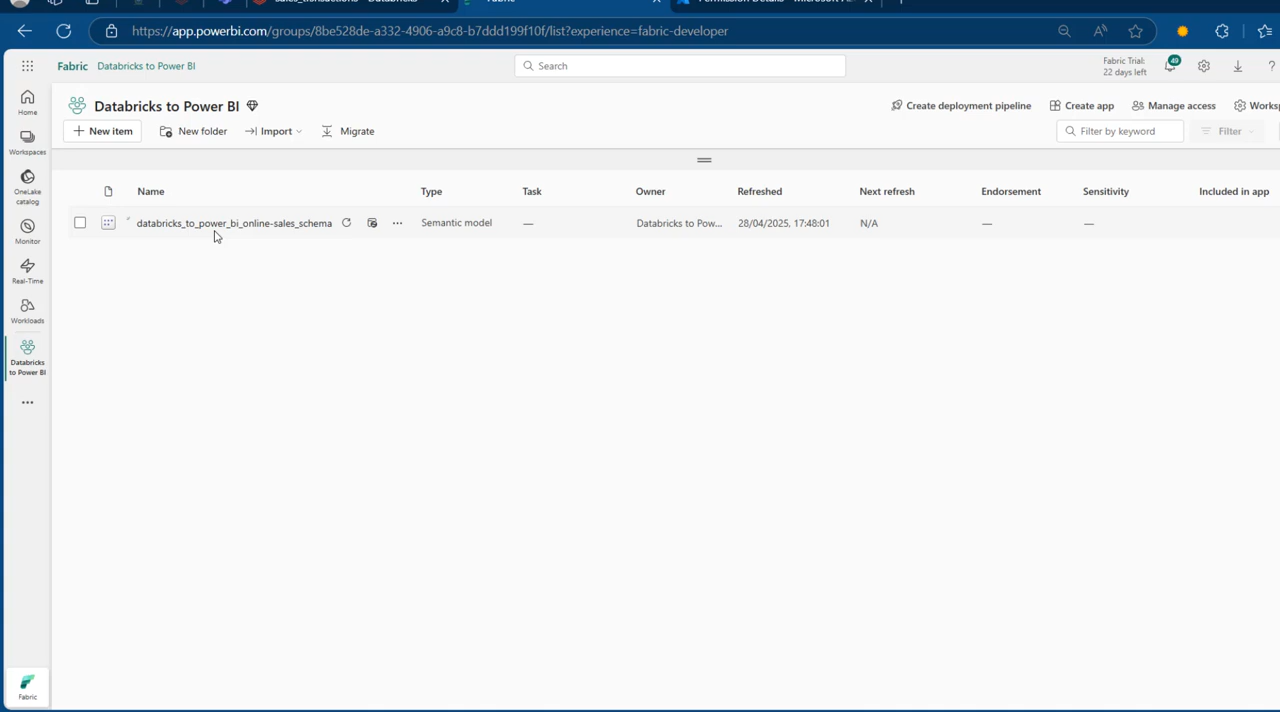 https://app.powerbi.com/groups/8be528de-a332-4906-a9c8-b7ddd199f10f/list?experience=fabric-developer
Fabric Databricks to Power BI
Search
Fabric Trial:
22 days left
49
?
Home
Workspaces
OneLake
catalog
Monitor
Real-Time
Workloads
Databricks
to Power BI
Fabric
Databricks to Power BI
Create deployment pipeline Create app Manage access Worksp
New item New folder Import Migrate
Filter by keyword Filter
Name Type Task Owner Refreshed Next refresh Endorsement Sensitivity Included in app
databricks_to_power_bi_online-sales_schema Semantic model — Databricks to Pow... 28/04/2025, 17:48:01 N/A — —